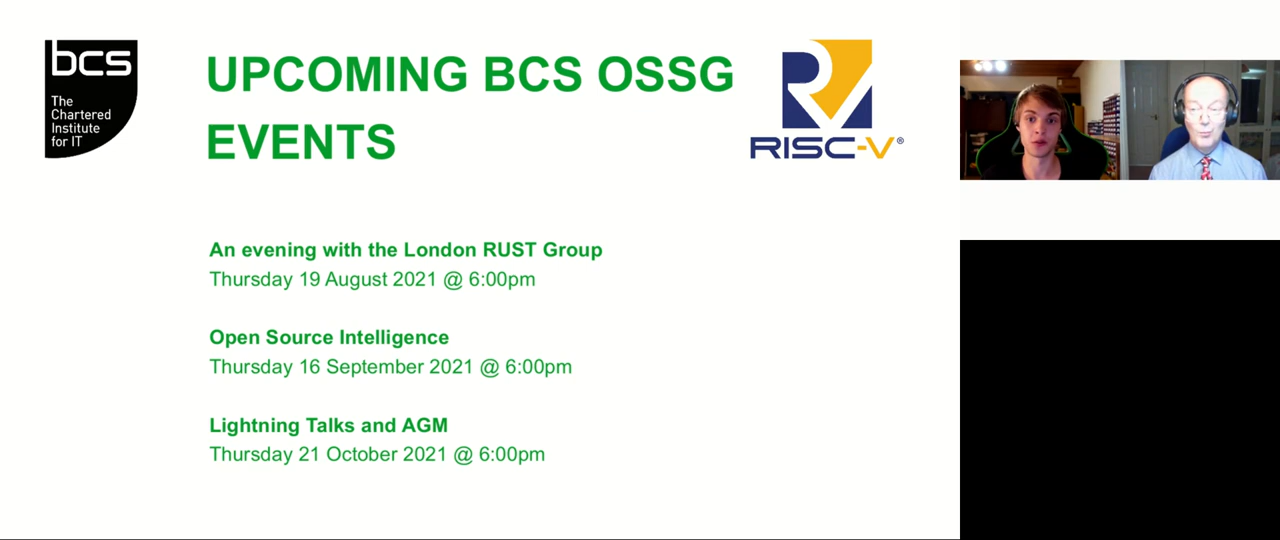 bcs
The
Chartered
Institute
for IT
UPCOMING BCS OSSG
EVENTS
RISC-V®
An evening with the London RUST Group
Thursday 19 August 2021 @ 6:00pm
Open Source Intelligence
Thursday 16 September 2021 @ 6:00pm
Lightning Talks and AGM
Thursday 21 October 2021 @ 6:00pm